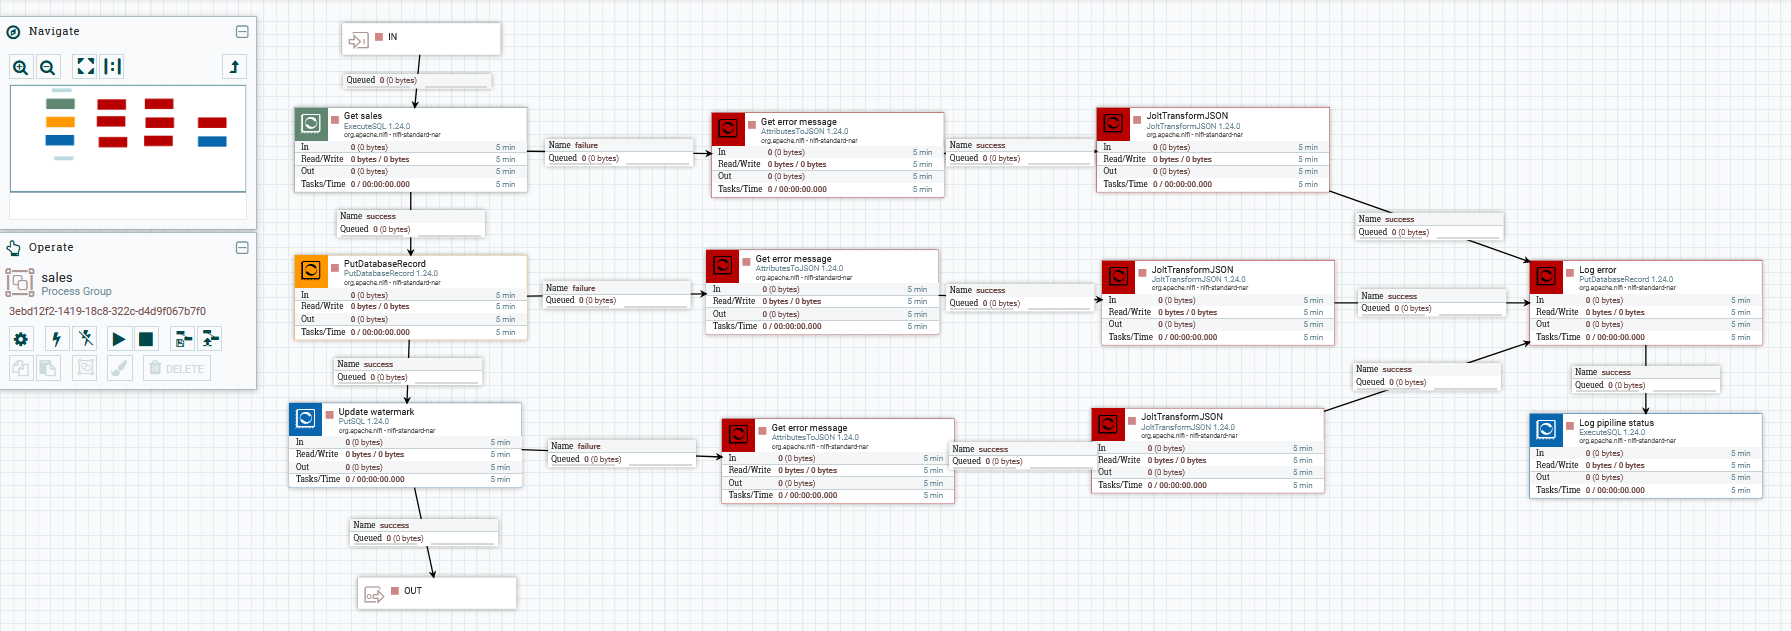 Navigate
Operate
sales
Process Group
3ebd12f2-1419-18c8-322c-d4d9f067b7f0
DELETE
IN
Queued 0 (0 bytes)
Get sales
ExecuteSQL 1.24.0
org.apache.nifi - nifi-standard-nar
In 0 (0 bytes) 5 min
Read/Write 0 bytes / 0 bytes 5 min
Out 0 (0 bytes) 5 min
Tasks/Time 0 / 00:00:00.000 5 min
Name failure
Queued 0 (0 bytes)
Get error message
AttributesToJSON 1.24.0
org.apache.nifi - nifi-standard-nar
In 0 (0 bytes) 5 min
Read/Write 0 bytes / 0 bytes 5 min
Out 0 (0 bytes) 5 min
Tasks/Time 0 / 00:00:00.000 5 min
Name success
Queued 0 (0 bytes)
JoltTransformJSON
JoltTransformJSON 1.24.0
org.apache.nifi - nifi-standard-nar
In 0 (0 bytes) 5 min
Read/Write 0 bytes / 0 bytes 5 min
Out 0 (0 bytes) 5 min
Tasks/Time 0 / 00:00:00.000 5 min
Name success
Queued 0 (0 bytes)
Name success
Queued 0 (0 bytes)
PutDatabaseRecord
PutDatabaseRecord 1.24.0
org.apache.nifi - nifi-standard-nar
In 0 (0 bytes) 5 min
Read/Write 0 bytes / 0 bytes 5 min
Out 0 (0 bytes) 5 min
Tasks/Time 0 / 00:00:00.000 5 min
Name failure
Queued 0 (0 bytes)
Get error message
AttributesToJSON 1.24.0
org.apache.nifi - nifi-standard-nar
In 0 (0 bytes) 5 min
Read/Write 0 bytes / 0 bytes 5 min
Out 0 (0 bytes) 5 min
Tasks/Time 0 / 00:00:00.000 5 min
Name success
Queued 0 (0 bytes)
JoltTransformJSON
JoltTransformJSON 1.24.0
org.apache.nifi - nifi-standard-nar
In 0 (0 bytes) 5 min
Read/Write 0 bytes / 0 bytes 5 min
Out 0 (0 bytes) 5 min
Tasks/Time 0 / 00:00:00.000 5 min
Name success
Queued 0 (0 bytes)
Log error
PutDatabaseRecord 1.24.0
org.apache.nifi - nifi-standard-nar
In 0 (0 bytes) 5 min
Read/Write 0 bytes / 0 bytes 5 min
Out 0 (0 bytes) 5 min
Tasks/Time 0 / 00:00:00.000 5 min
Name success
Queued 0 (0 bytes)
Update watermark
PutSQL 1.24.0
org.apache.nifi - nifi-standard-nar
In 0 (0 bytes) 5 min
Read/Write 0 bytes / 0 bytes 5 min
Out 0 (0 bytes) 5 min
Tasks/Time 0 / 00:00:00.000 5 min
Name failure
Queued 0 (0 bytes)
Get error message
AttributesToJSON 1.24.0
org.apache.nifi - nifi-standard-nar
In 0 (0 bytes) 5 min
Read/Write 0 bytes / 0 bytes 5 min
Out 0 (0 bytes) 5 min
Tasks/Time 0 / 00:00:00.000 5 min
Name success
Queued 0 (0 bytes)
JoltTransformJSON
JoltTransformJSON 1.24.0
org.apache.nifi - nifi-standard-nar
In 0 (0 bytes) 5 min
Read/Write 0 bytes / 0 bytes 5 min
Out 0 (0 bytes) 5 min
Tasks/Time 0 / 00:00:00.000 5 min
Name success
Queued 0 (0 bytes)
Name success
Queued 0 (0 bytes)
Log pipiline status
ExecuteSQL 1.24.0
org.apache.nifi - nifi-standard-nar
In 0 (0 bytes) 5 min
Read/Write 0 bytes / 0 bytes 5 min
Out 0 (0 bytes) 5 min
Tasks/Time 0 / 00:00:00.000 5 min
Name success
Queued 0 (0 bytes)
OUT